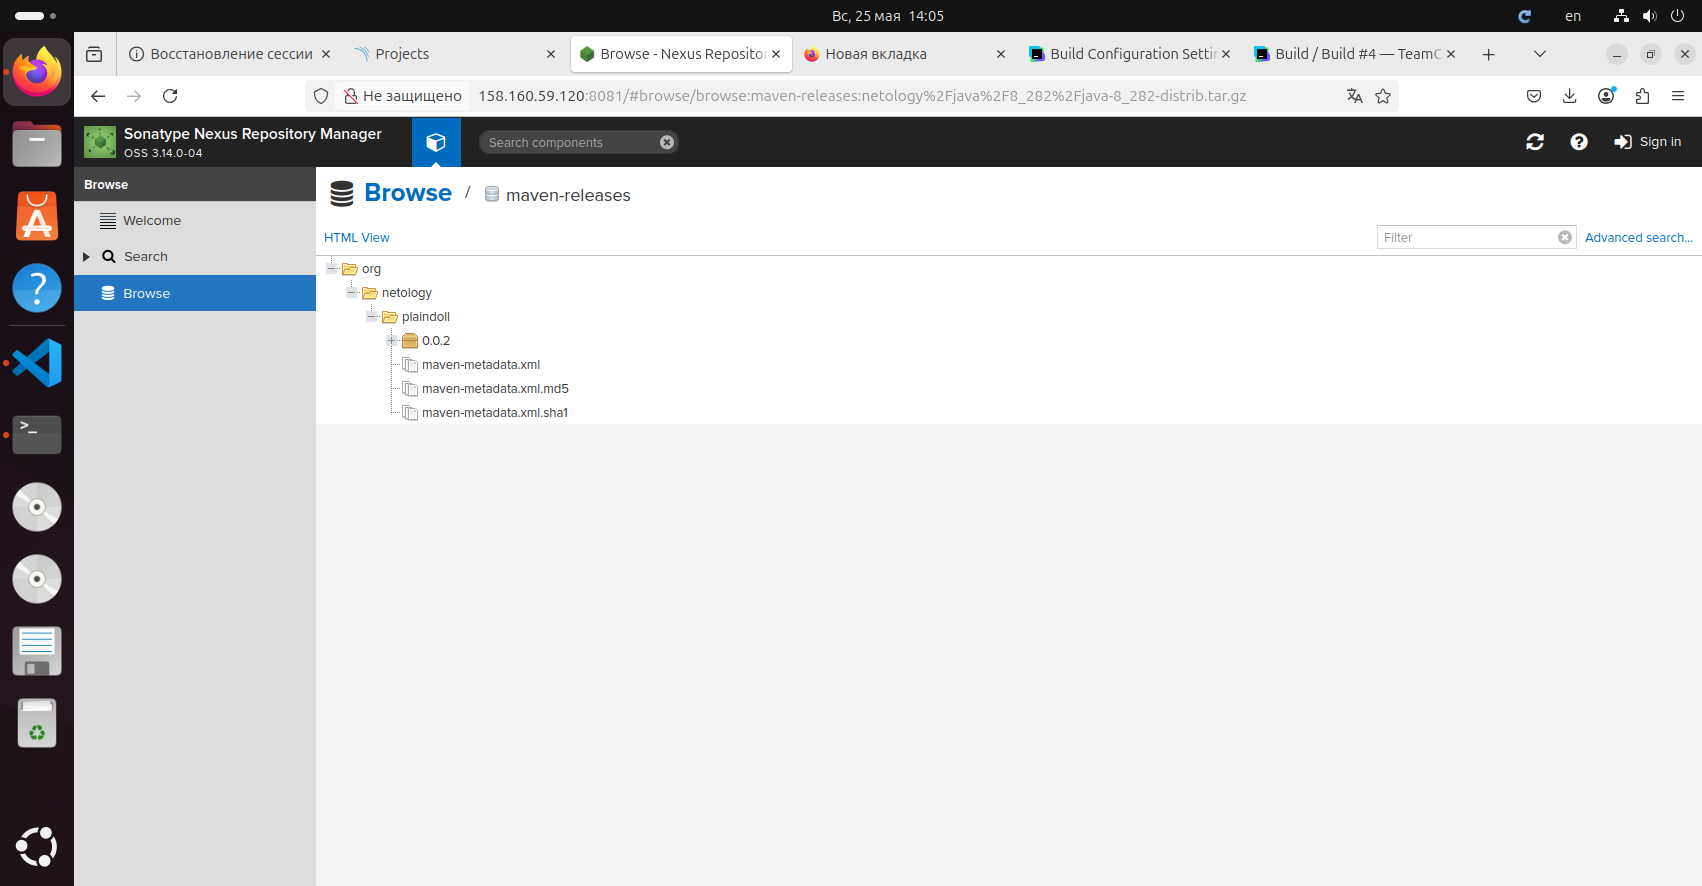 Вс, 25 мая 14:05
en
Восстановление сессии
Projects
Browse - Nexus Repositor
Новая вкладка
Build Configuration Settin
Build / Build #4 — TeamC
Не защищено
158.160.59.120:8081/#browse/browse:maven-releases:netology%2Fjava%2F8_282%2Fjava-8_282-distrib.tar.gz
Sonatype Nexus Repository Manager
OSS 3.14.0-04
Search components
Sign in
Browse
Welcome
Search
Browse
Browse / maven-releases
HTML View
Filter
Advanced search...
org
netology
plaindoll
0.0.2
maven-metadata.xml
maven-metadata.xml.md5
maven-metadata.xml.sha1